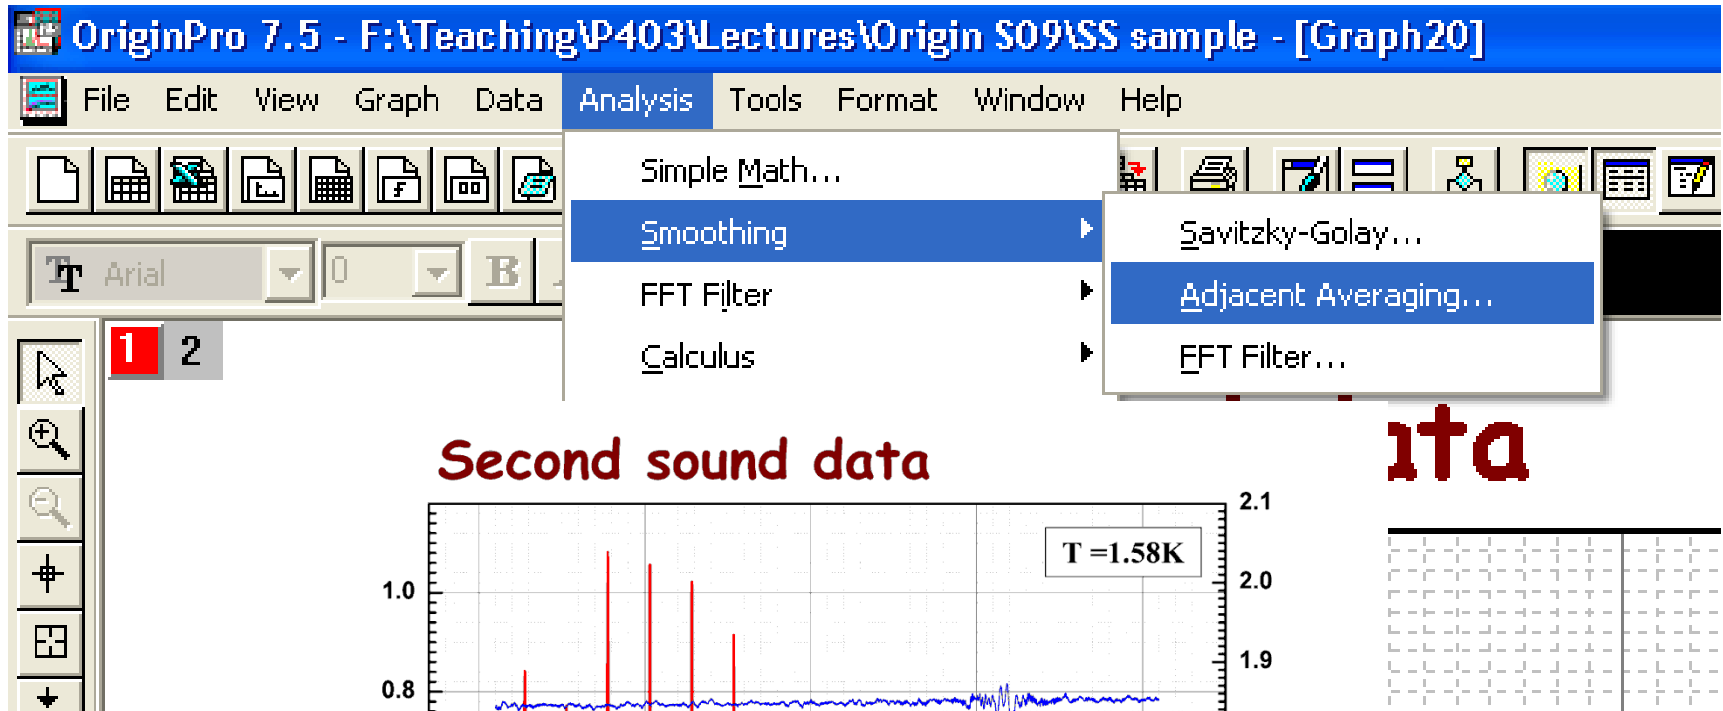 OriginPro 7.5 - F:\Teaching\P403\Lectures\Origin S09\SS sample - [Graph20]
File Edit View Graph Data Analysis Tools Format Window Help
Simple Math...
Smoothing
Savitzky-Golay...
Arial 0 B
FFT Filter
Adjacent Averaging...
1 2
Calculus
FFT Filter...
Second sound data
ata
2.1
T =1.58K
1.0
2.0
1.9
0.8